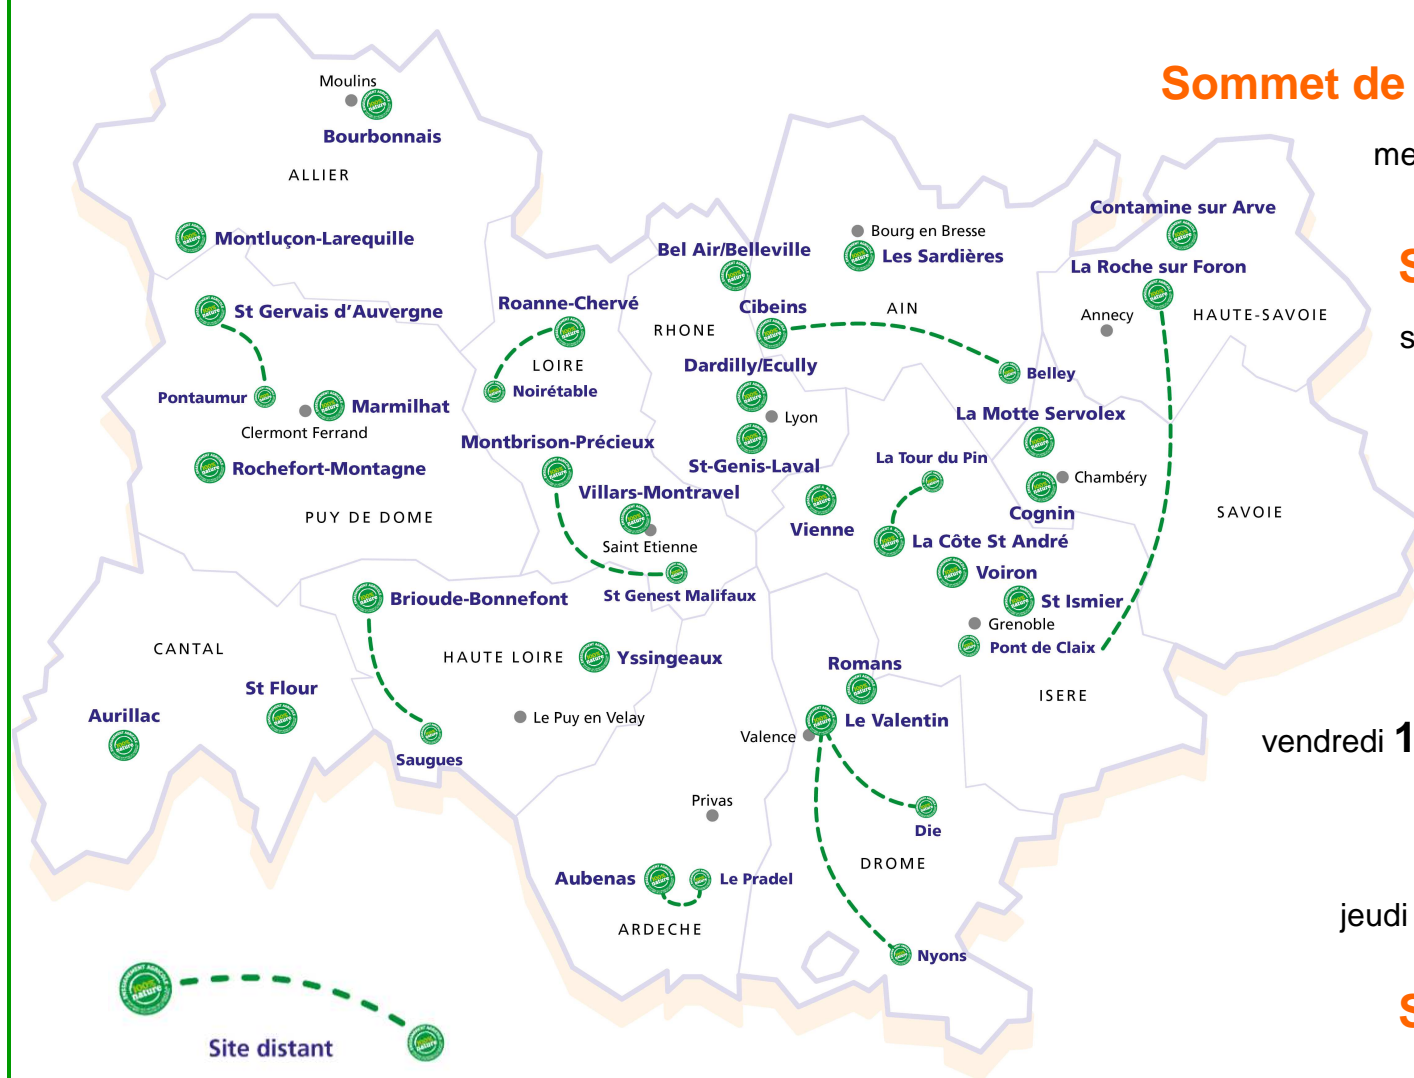 Sommet de
me
Moulins
Bourbonnais
ALLIER
Montluçon-Larequille
Contamine sur Arve
Bourg en Bresse
Bel Air/Belleville
Les Sardières
La Roche sur Foron
S
St Gervais d'Auvergne
Roanne-Chervé
Cibeins
AIN
Annecy
HAUTE-SAVOIE
RHONE
s
LOIRE
Dardilly/Ecully
Belley
Pontaumur
Marmilhat
Noirétable
Lyon
La Motte Servolex
Clermont Ferrand
Montbrison-Précieux
La Tour du Pin
Rochefort-Montagne
St-Genis-Laval
Chambéry
Villars-Montravel
Cognin
SAVOIE
PUY DE DOME
Vienne
Saint Etienne
La Côte St André
Voiron
Brioude-Bonnefont
St Genest Malifaux
St Ismier
Grenoble
CANTAL
HAUTE LOIRE
Yssingeaux
Pont de Claix
Romans
St Flour
ISERE
Aurillac
Le Puy en Velay
Le Valentin
Valence
vendredi 1
Saugues
Privas
Die
DROME
Aubenas
Le Pradel
jeudi
ARDECHE
Nyons
S
Site distant